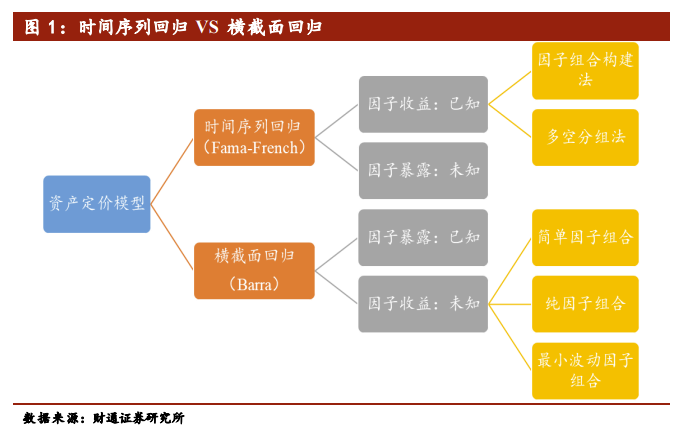 图 1：时间序列回归 VS 横截面回归
因子组合构建
法
因子收益：已知
时间序列回归
（Fama-French）
多空分组法
因子暴露：未知
资产定价模型
因子暴露：已知
简单因子组合
横截面回归
（Barra）
因子收益：未知
纯因子组合
最小波动因子
组合
数据来源：财通证券研究所